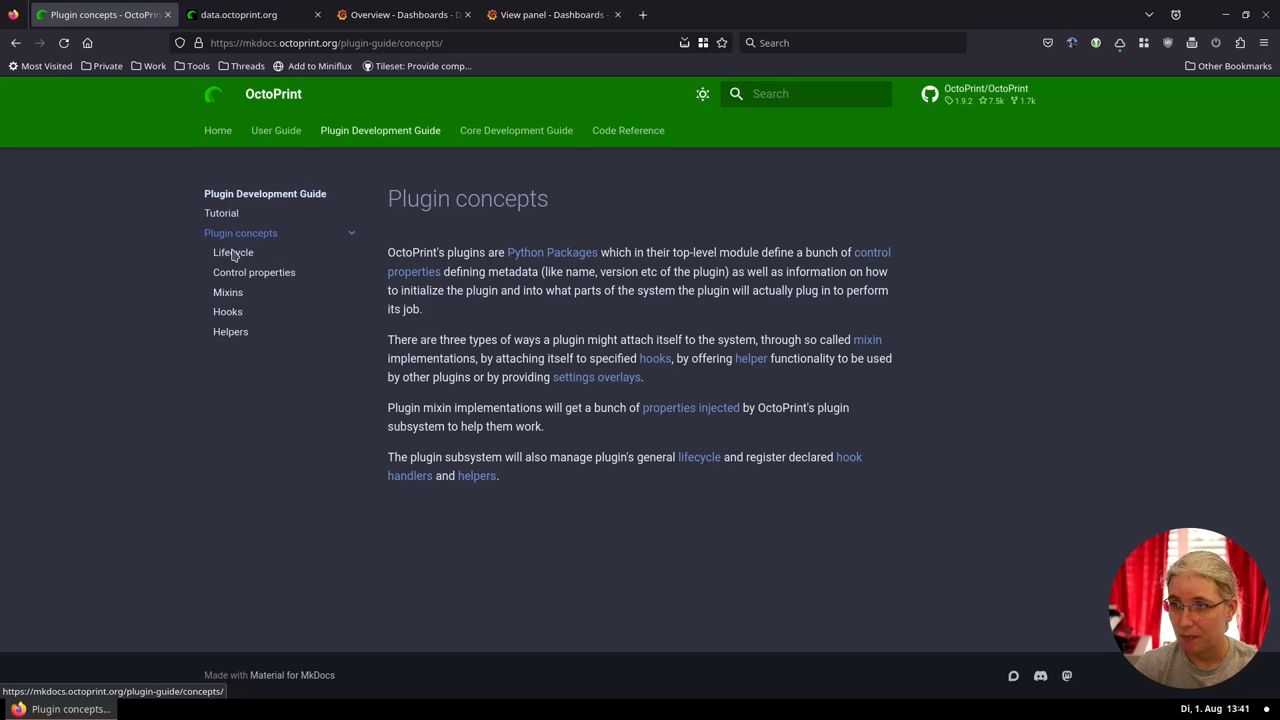 Plugin concepts - OctoPrin
data.octoprint.org
Overview - Dashboards - D
View panel - Dashboards -
https://mkdocs.octoprint.org/plugin-guide/concepts/
Search
Most Visited
Private
Work
Tools
Threads
Add to Miniflux
Tileset: Provide comp...
Other Bookmarks
OctoPrint
Search
OctoPrint/OctoPrint
1.9.2 7.5k 1.7k
Home
User Guide
Plugin Development Guide
Core Development Guide
Code Reference
Plugin Development Guide
Tutorial
Plugin concepts
Lifecycle
Control properties
Mixins
Hooks
Helpers
Plugin concepts
OctoPrint's plugins are Python Packages which in their top-level module define a bunch of control
properties defining metadata (like name, version etc of the plugin) as well as information on how
to initialize the plugin and into what parts of the system the plugin will actually plug in to perform
its job.
There are three types of ways a plugin might attach itself to the system, through so called mixin
implementations, by attaching itself to specified hooks, by offering helper functionality to be used
by other plugins or by providing settings overlays.
Plugin mixin implementations will get a bunch of properties injected by OctoPrint's plugin
subsystem to help them work.
The plugin subsystem will also manage plugin's general lifecycle and register declared hook
handlers and helpers.
Made with Material for MkDocs
https://mkdocs.octoprint.org/plugin-guide/concepts/
Plugin concepts...
Di, 1. Aug 13:41